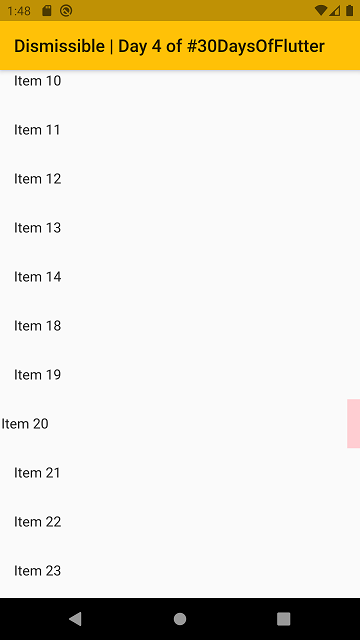 1:48
Dismissible | Day 4 of #30DaysOfFlutter
Item 10
Item 11
Item 12
Item 13
Item 14
Item 18
Item 19
Item 20
Item 21
Item 22
Item 23